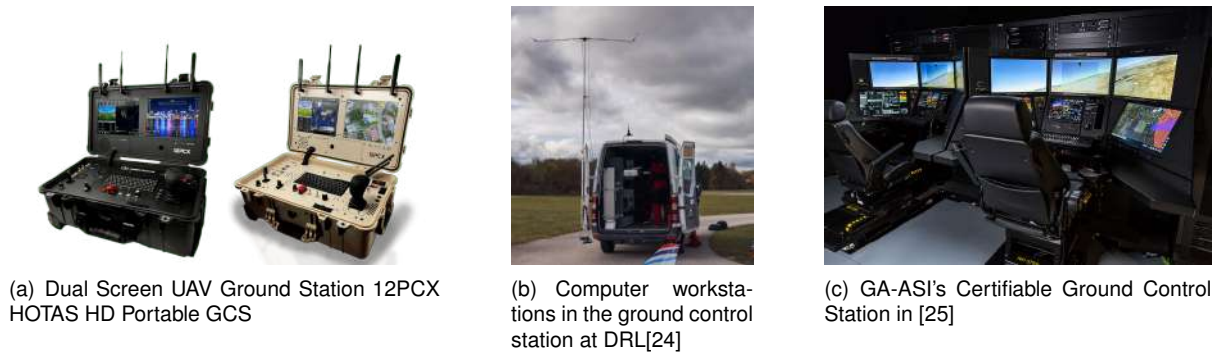 12PCX
(a) Dual Screen UAV Ground Station 12PCX
HOTAS HD Portable GCS
(b) Computer worksta-
tions in the ground control
station at DRL[24]
(c) GA-ASI's Certifiable Ground Control
Station in [25]